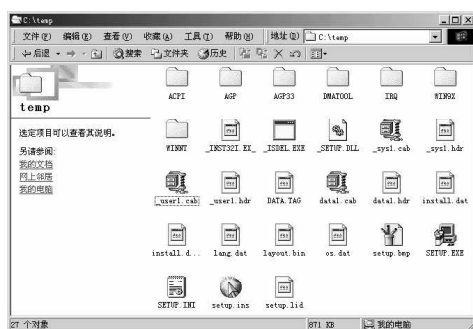 C:\temp
文件(F) 编辑(E) 查看(V) 收藏(A) 工具(T) 帮助(H) 地址(D) C:\temp
后退 搜索 文件夹 历史
temp
选定项目可以查看其说明。
另请参阅:
我的文档
网上邻居
我的电脑
ACPI AGP AGP33 DMATOOL IRQ WIN9X
WINNT _INST32I.EX_ _ISDEL.EXE _SETUP.DLL _sys1.cab _sys1.hdr
_user1.cab _user1.hdr DATA.TAG data1.cab data1.hdr install.dat
install.d... lang.dat layout.bin os.dat setup.bmp SETUP.EXE
SETUP.INI setup.ins setup.lid
27 个对象 871 KB 我的电脑